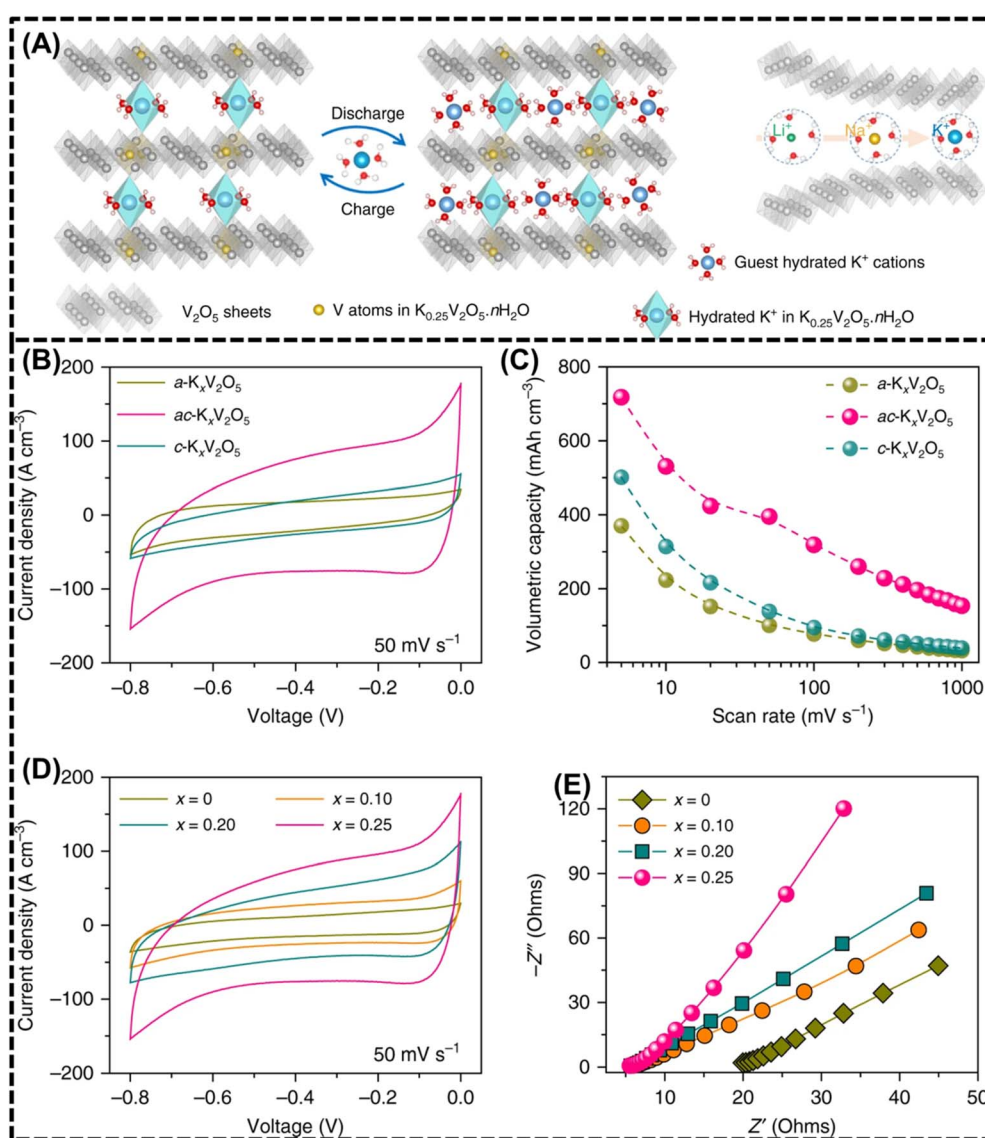 (A)
Discharge
Charge
Li⁺
Na⁺
K⁺
Guest hydrated K⁺ cations
V₂O₅ sheets
V atoms in K₀.₂₅V₂O₅.nH₂O
Hydrated K⁺ in K₀.₂₅V₂O₅.nH₂O
(B)
200
100
0
−100
−200
Current density (A cm⁻³)
a-KₓV₂O₅
ac-KₓV₂O₅
c-KₓV₂O₅
50 mV s⁻¹
−0.8
−0.6
−0.4
−0.2
0.0
Voltage (V)
(C)
800
600
400
200
0
Volumetric capacity (mAh cm⁻³)
a-KₓV₂O₅
ac-KₓV₂O₅
c-KₓV₂O₅
10
100
1000
Scan rate (mV s⁻¹)
(D)
200
100
0
−100
−200
Current density (A cm⁻³)
x = 0
x = 0.10
x = 0.20
x = 0.25
50 mV s⁻¹
−0.8
−0.6
−0.4
−0.2
0.0
Voltage (V)
(E)
120
90
60
30
0
−Z″ (Ohms)
x = 0
x = 0.10
x = 0.20
x = 0.25
10
20
30
40
50
Z′ (Ohms)